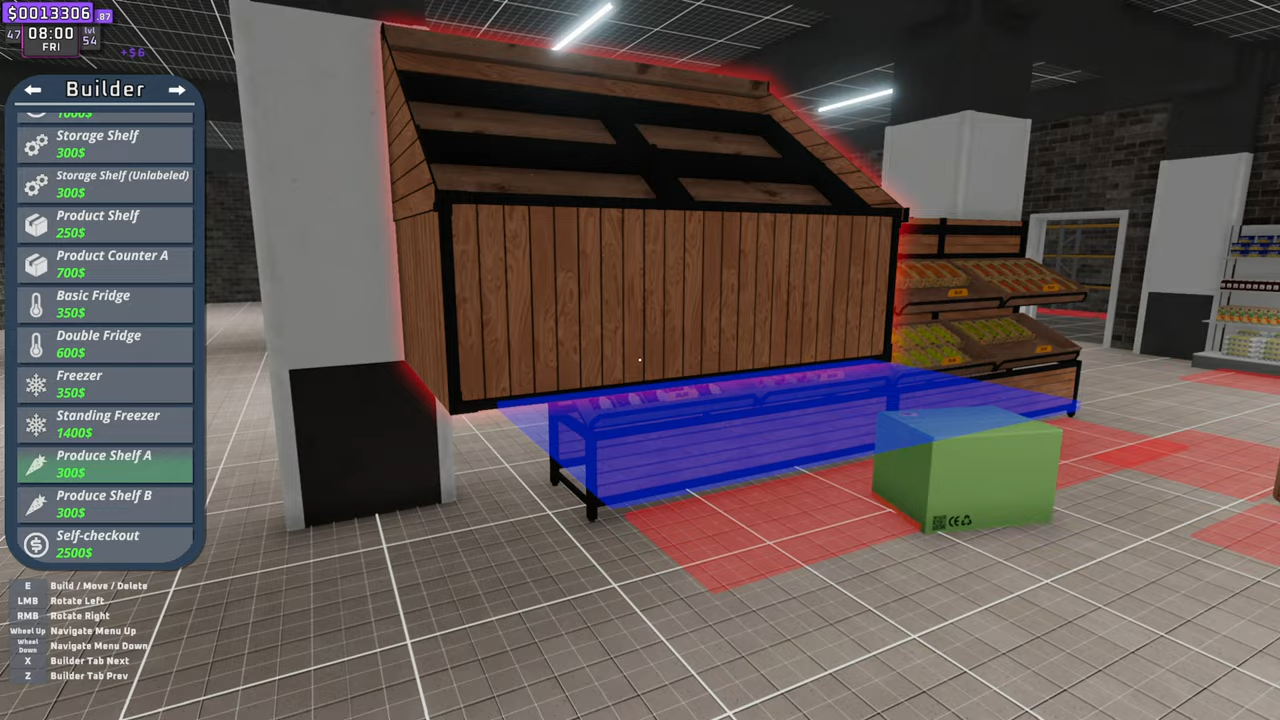 $0013306 .87
47 08:00 lvl 54
FRI
+$6
Builder
1000$
Storage Shelf
300$
Storage Shelf (Unlabeled)
300$
Product Shelf
250$
Product Counter A
700$
Basic Fridge
350$
Double Fridge
600$
Freezer
350$
Standing Freezer
1400$
Produce Shelf A
300$
Produce Shelf B
300$
Self-checkout
2500$
E Build / Move / Delete
LMB Rotate Left
RMB Rotate Right
Wheel Up Navigate Menu Up
Wheel Down Navigate Menu Down
X Builder Tab Next
Z Builder Tab Prev
CE